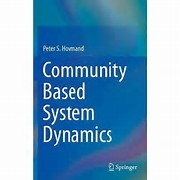 Peter S. Hovmand
Community
Based
System
Dynamics
Springer